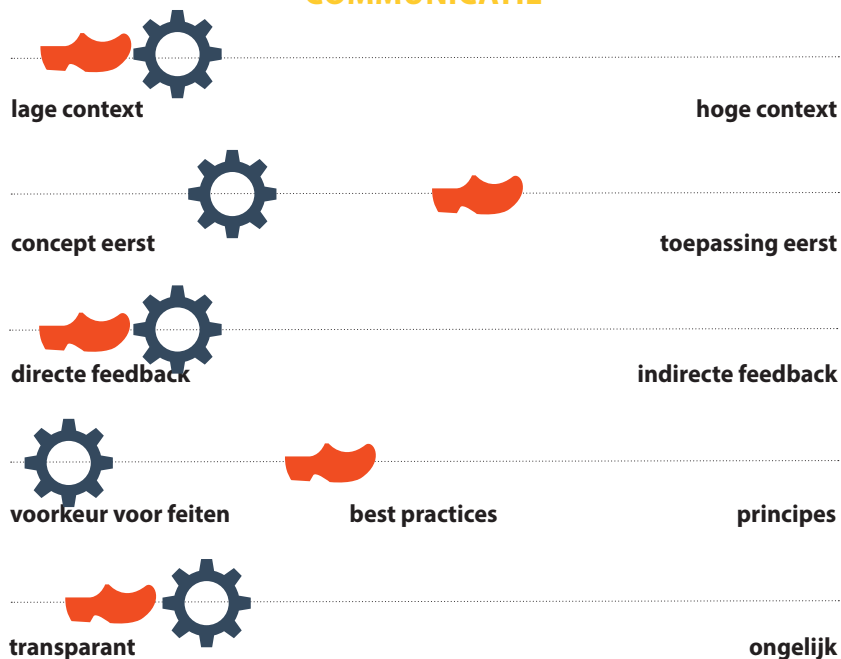 COMMUNICATIE
lage context hoge context
concept eerst toepassing eerst
directe feedback indirecte feedback
voorkeur voor feiten best practices principes
transparant ongelijk